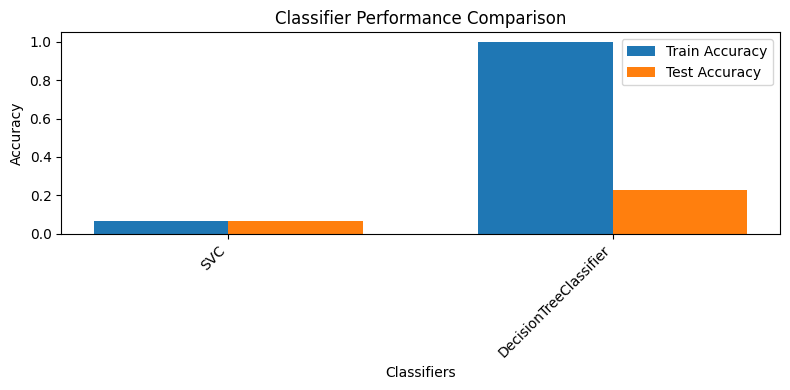 Classifier Performance Comparison
Train Accuracy
Test Accuracy
Accuracy
1.0
0.8
0.6
0.4
0.2
0.0
SVC
DecisionTreeClassifier
Classifiers